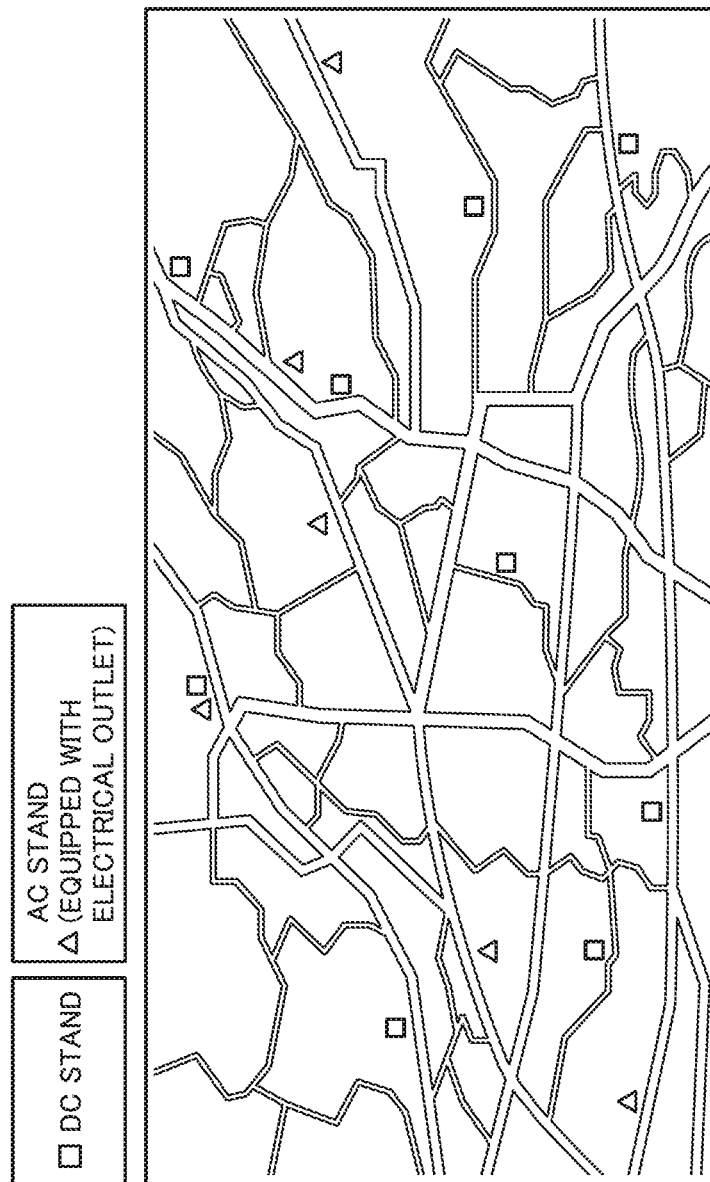 □ DC STAND
AC STAND
△ (EQUIPPED WITH
ELECTRICAL OUTLET)